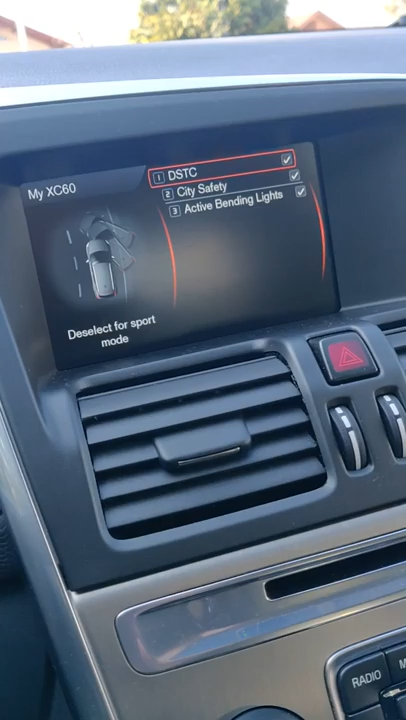 My XC60
1 DSTC
2 City Safety
3 Active Bending Lights
Deselect for sport
mode
RADIO